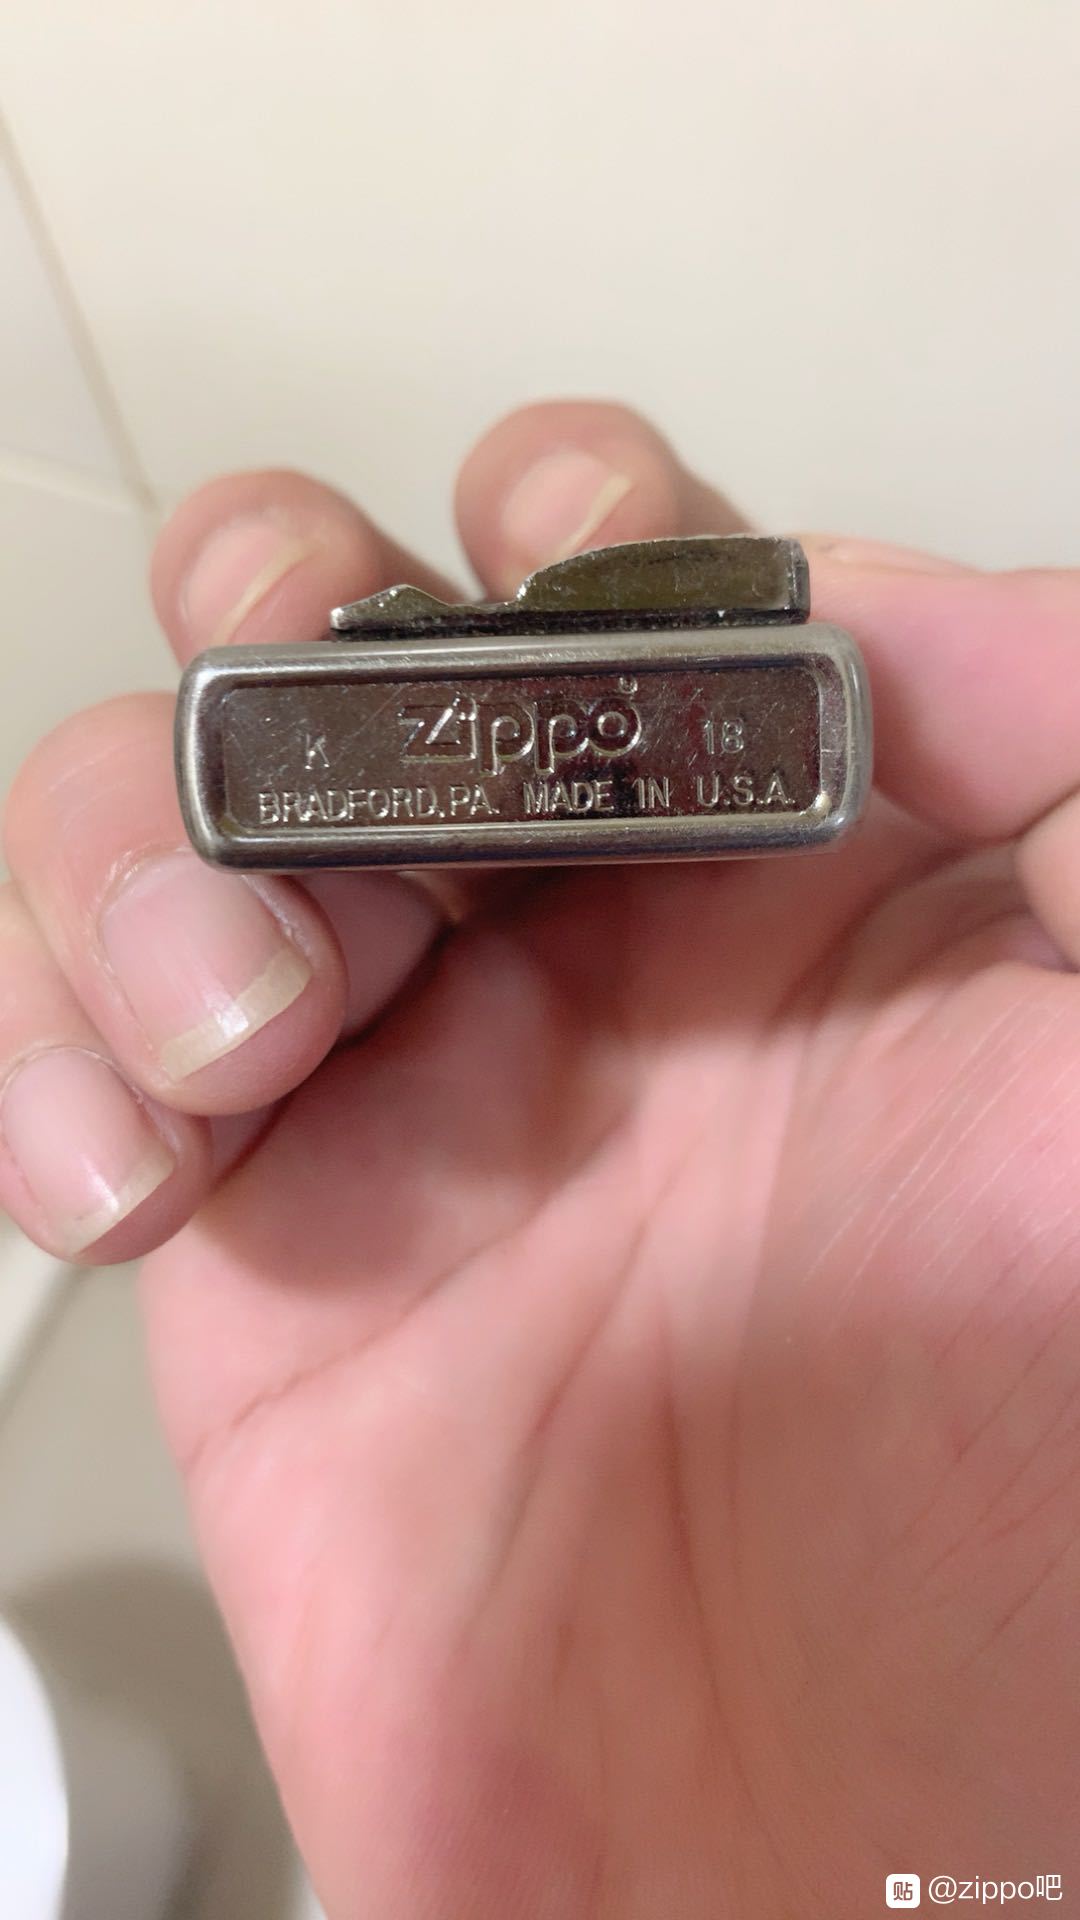 K Zippo® 18
BRADFORD, PA. MADE IN U.S.A.
贴 @zippo吧